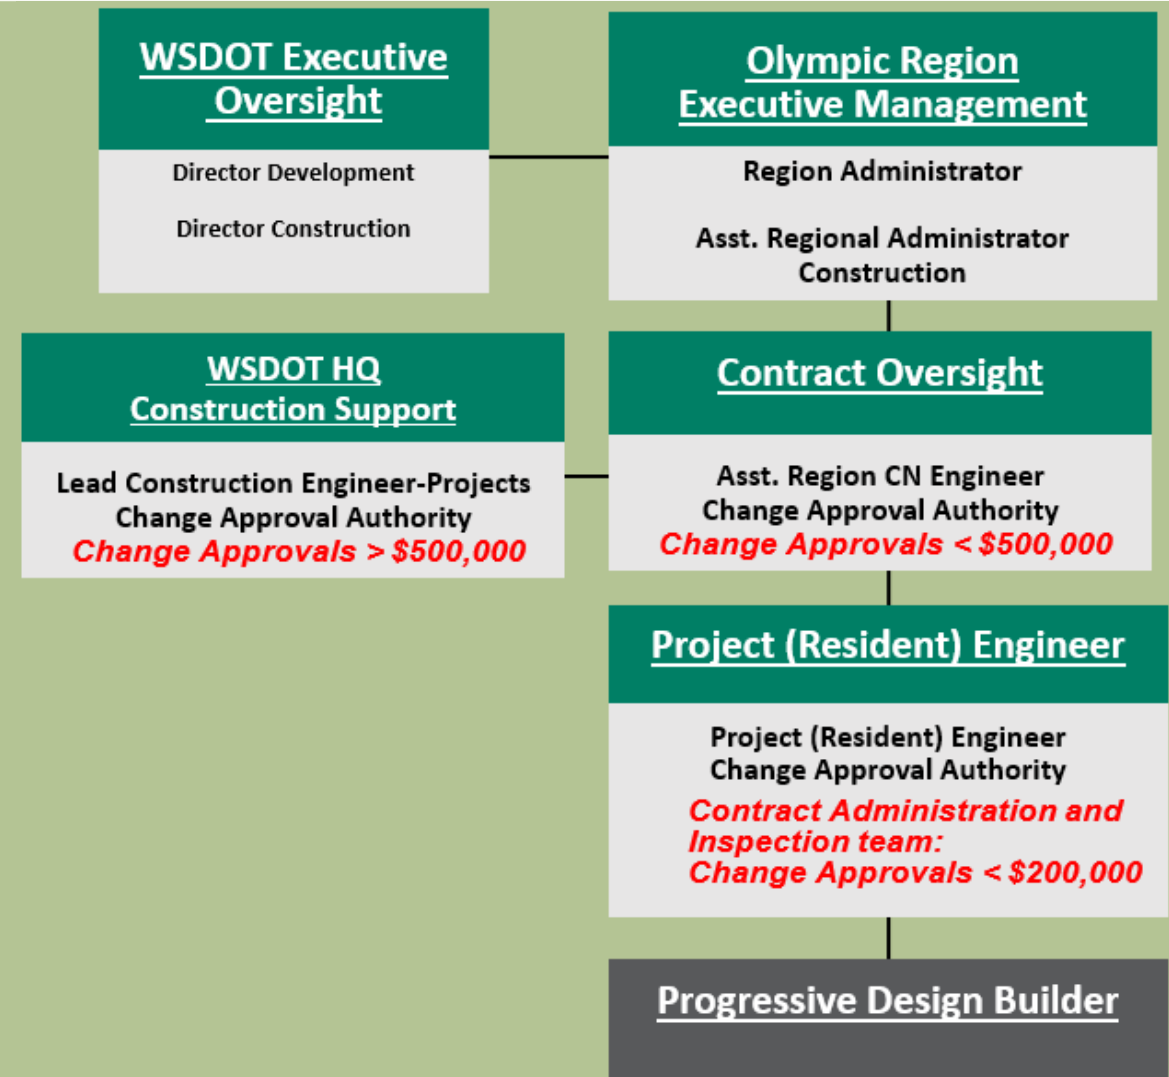 WSDOT Executive
Oversight
Director Development
Director Construction
Olympic Region
Executive Management
Region Administrator
Asst. Regional Administrator
Construction
WSDOT HQ
Construction Support
Lead Construction Engineer-Projects
Change Approval Authority
Change Approvals > $500,000
Contract Oversight
Asst. Region CN Engineer
Change Approval Authority
Change Approvals < $500,000
Project (Resident) Engineer
Project (Resident) Engineer
Change Approval Authority
Contract Administration and
Inspection team:
Change Approvals < $200,000
Progressive Design Builder